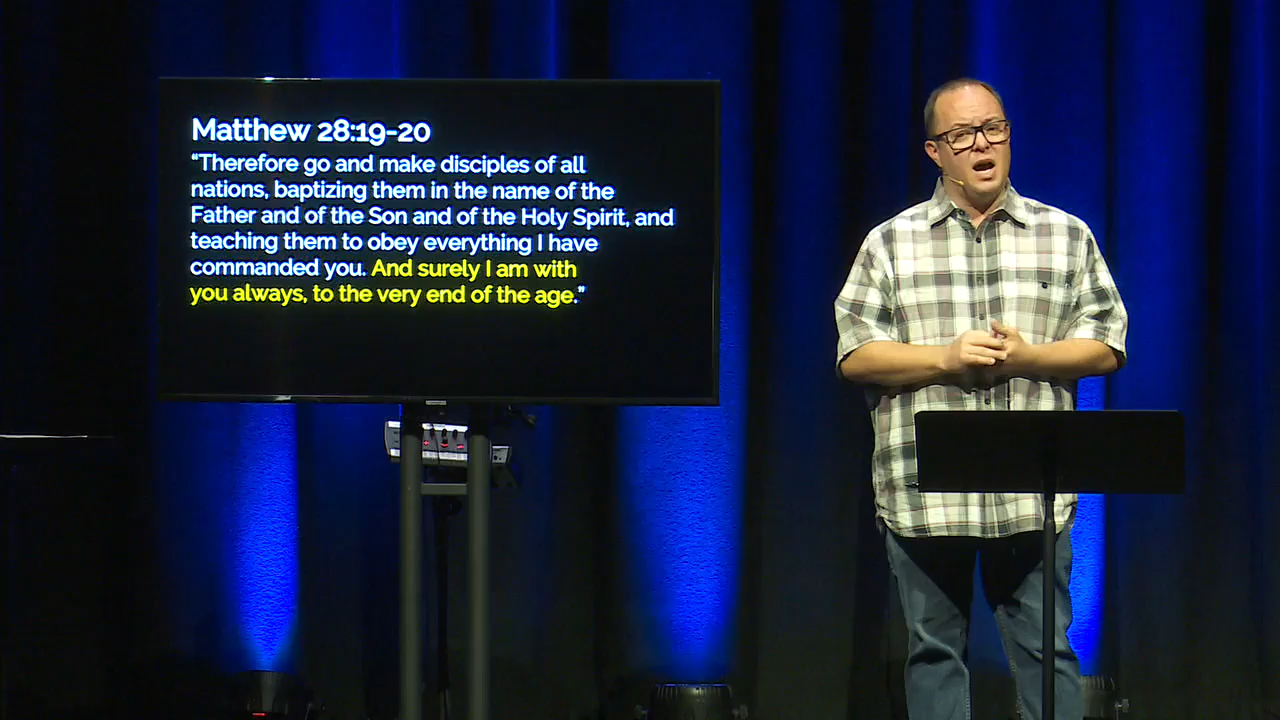 Matthew 28:19-20
“Therefore go and make disciples of all
nations, baptizing them in the name of the
Father and of the Son and of the Holy Spirit, and
teaching them to obey everything I have
commanded you. And surely I am with
you always, to the very end of the age.”